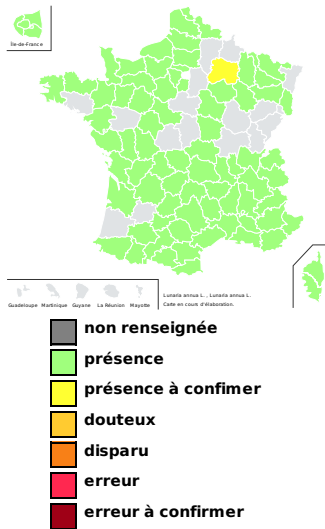 Île-de-France
Guadeloupe Martinique Guyane La Réunion Mayotte
Lunaria annua L. , Lunaria annua L.
Carte en cours d'élaboration.
non renseignée
présence
présence à confimer
douteux
disparu
erreur
erreur à confirmer